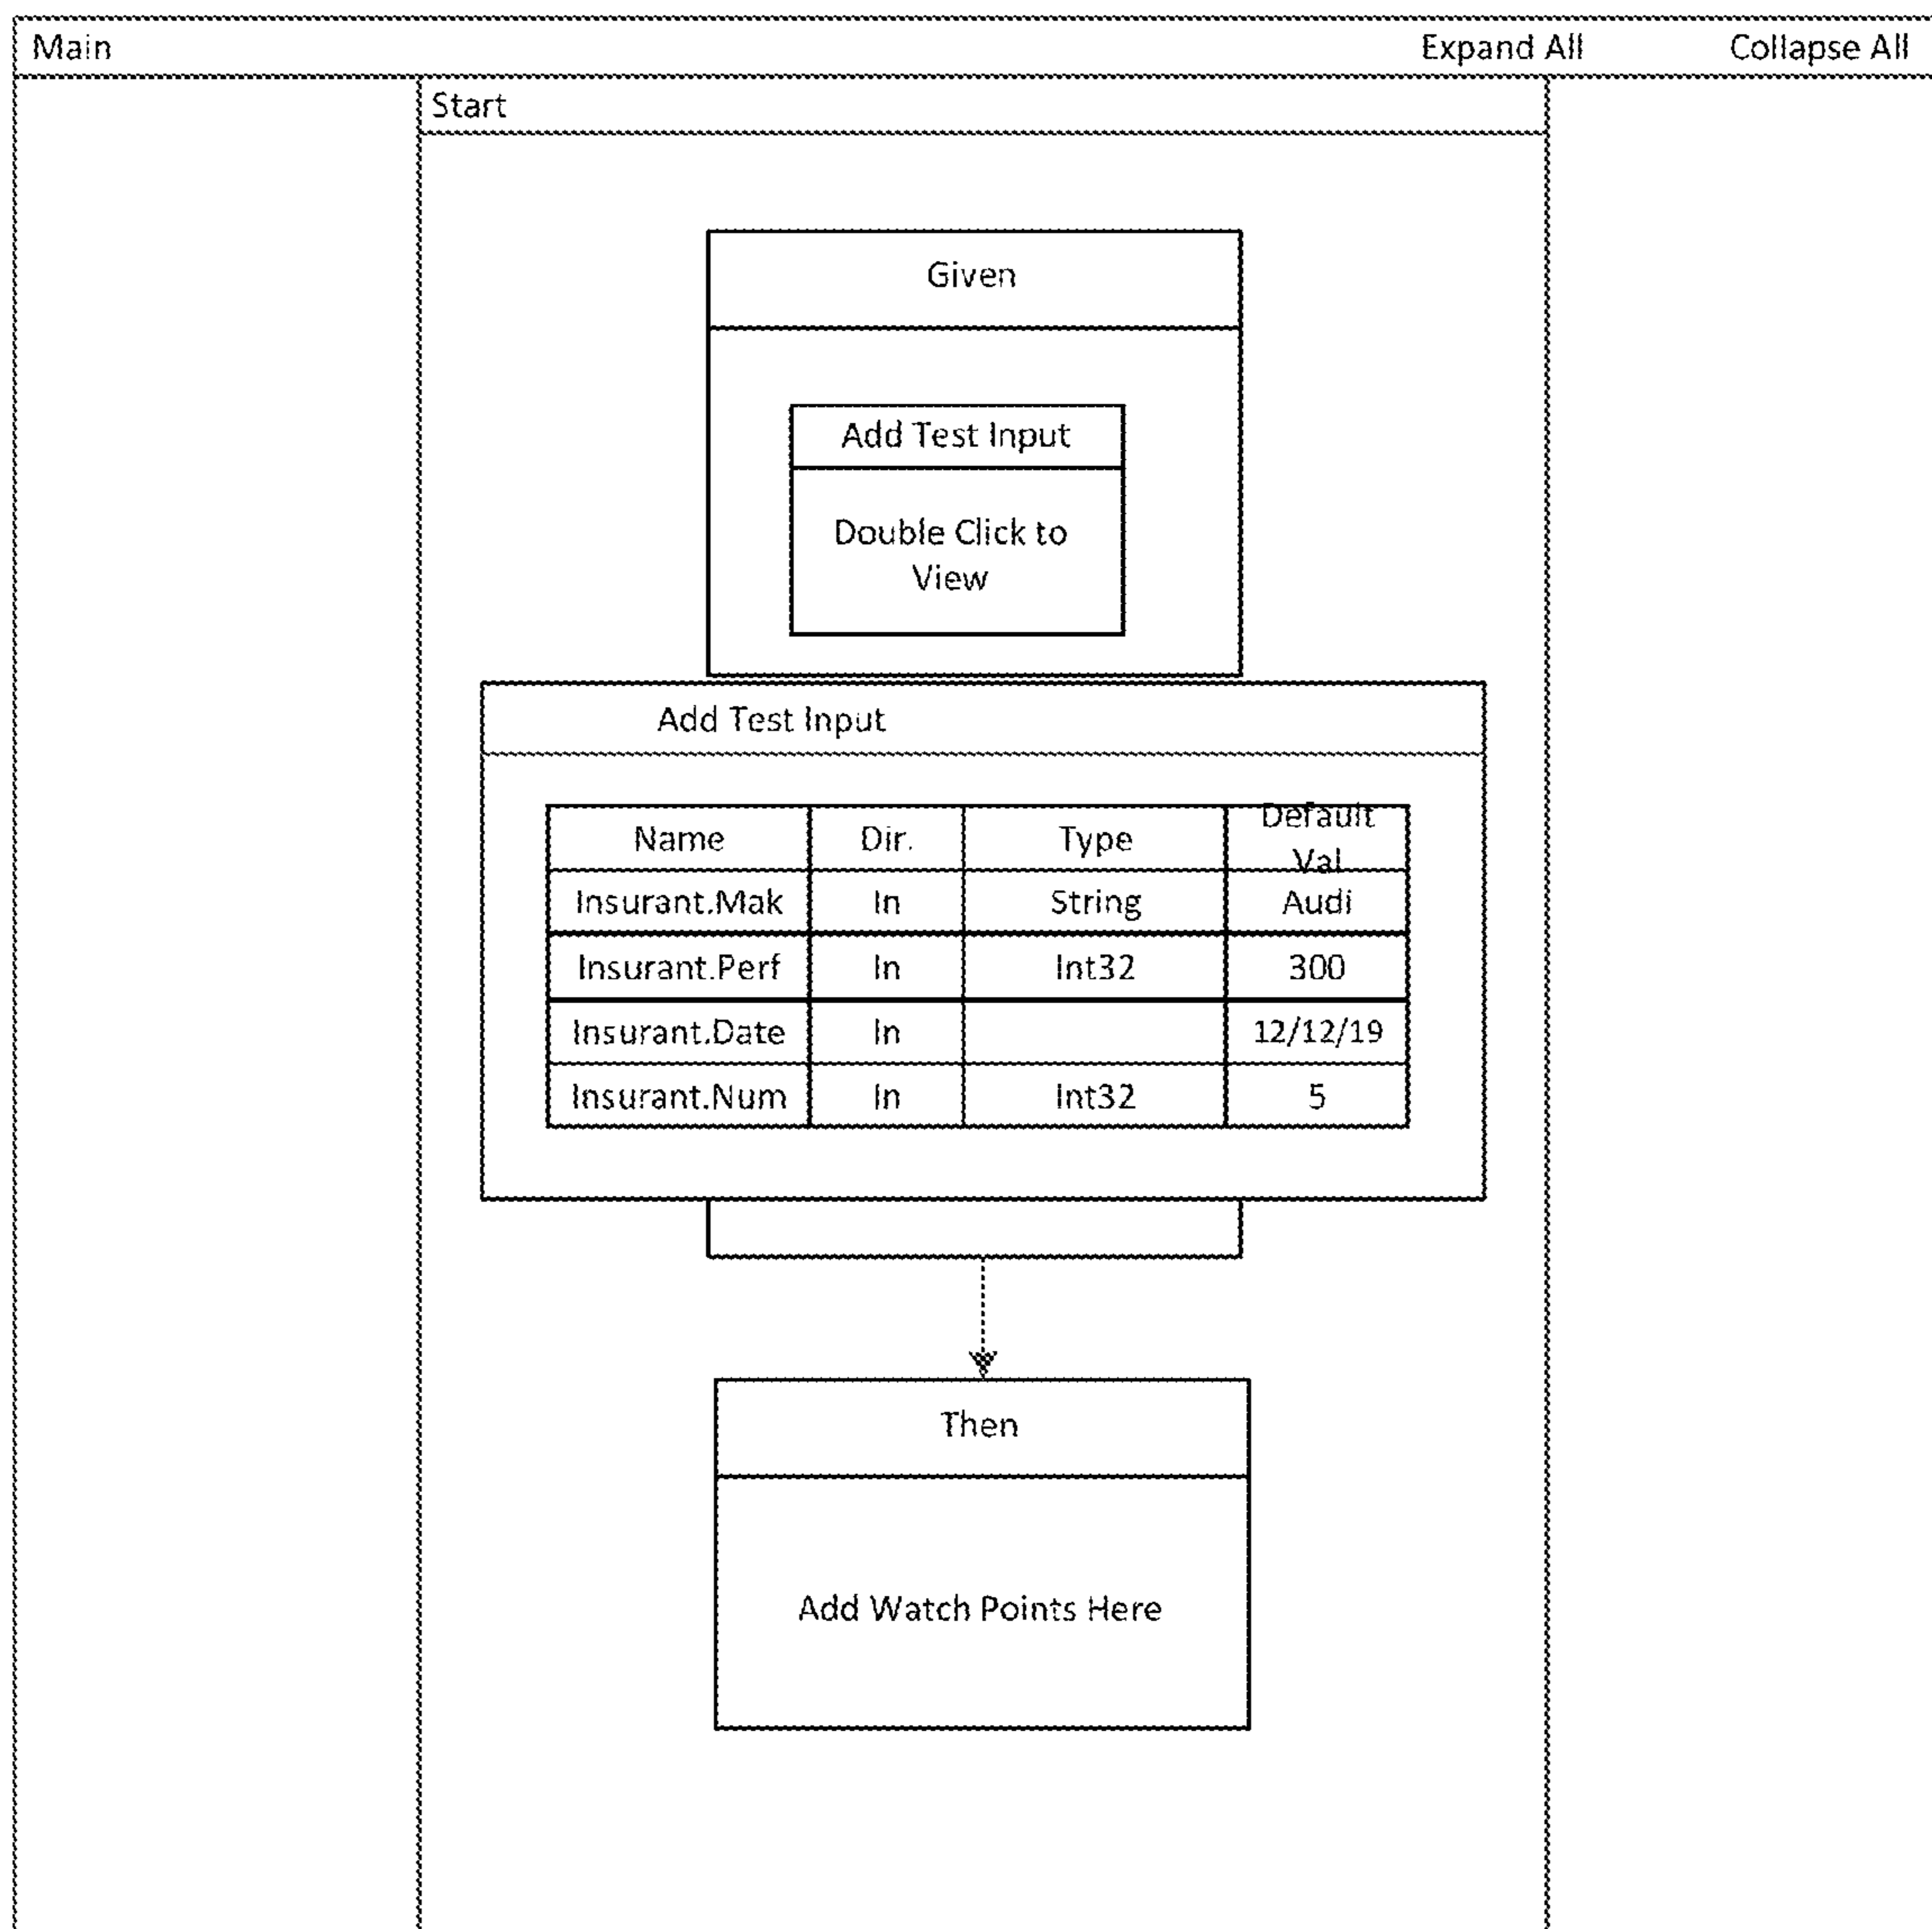 Main Expand All Collapse All
Start
Given
Add Test Input
Double Click to
View
Add Test Input
Name Dir. Type Default
Val
Insurant.Mak In String Audi
Insurant.Perf In Int32 300
Insurant.Date In 12/12/19
Insurant.Num In Int32 5
Then
Add Watch Points Here